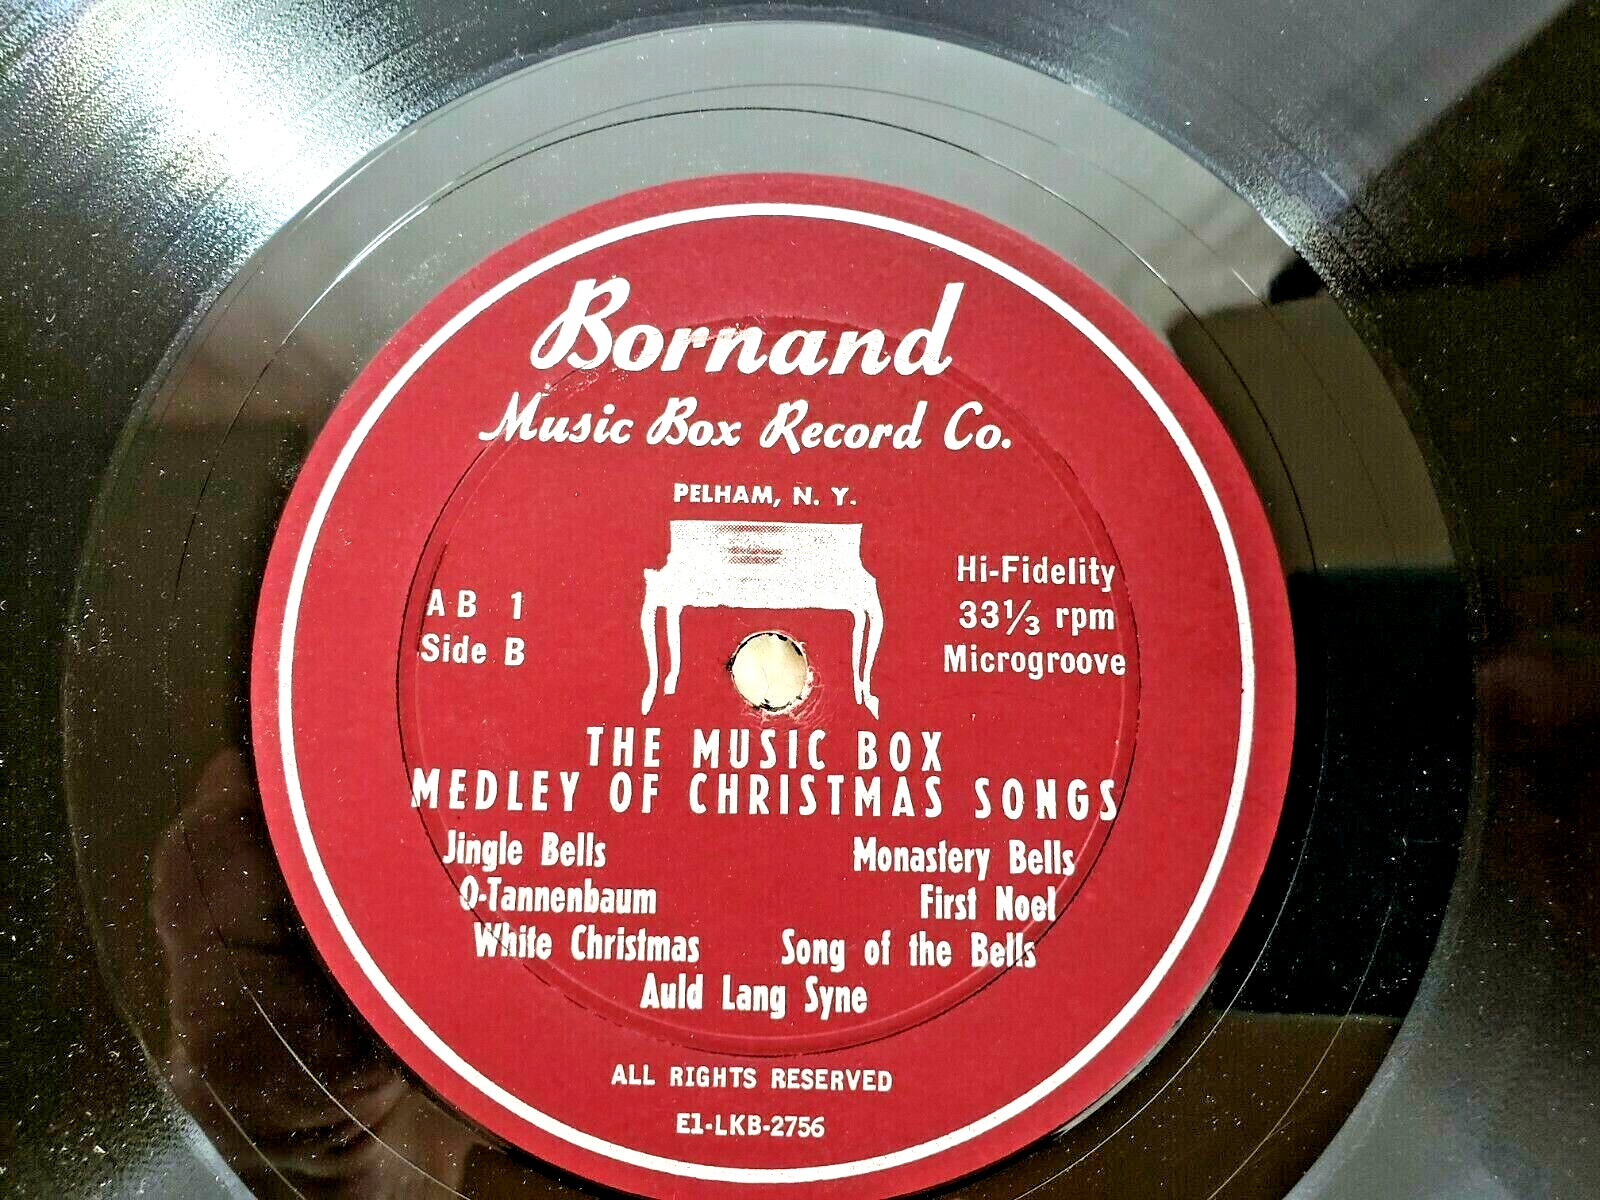 Bornand
Music Box Record Co.
PELHAM, N. Y.
AB 1
Side B
Hi-Fidelity
33⅓ rpm
Microgroove
THE MUSIC BOX
MEDLEY OF CHRISTMAS SONGS
Jingle Bells Monastery Bells
O-Tannenbaum First Noel
White Christmas Song of the Bells
Auld Lang Syne
ALL RIGHTS RESERVED
E1-LKB-2756